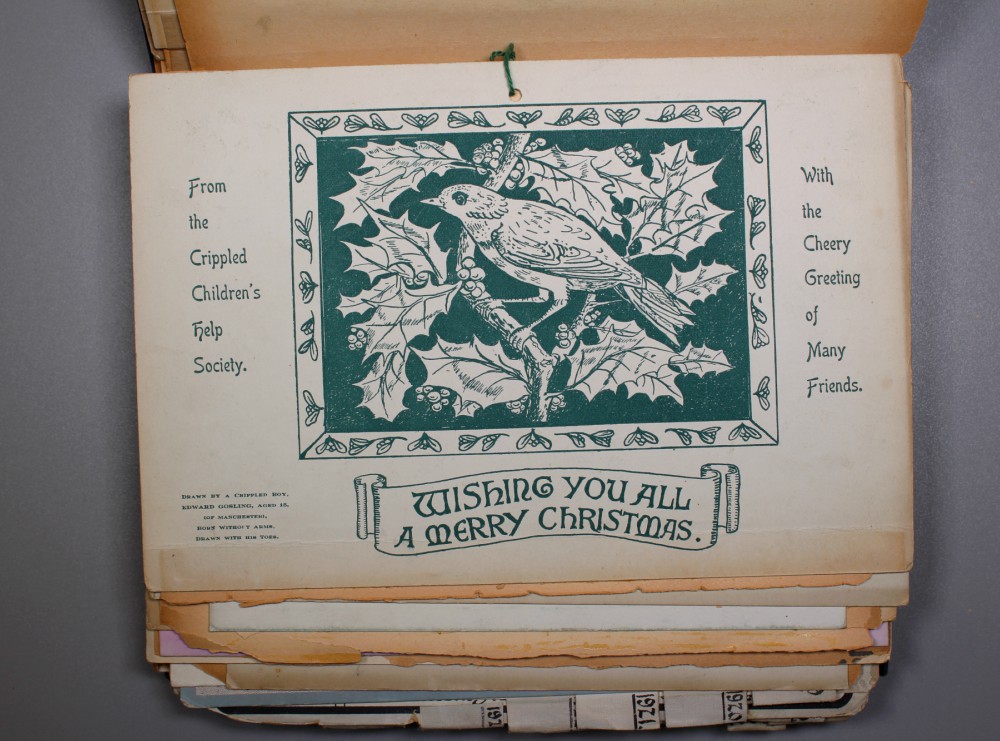 From
the
Crippled
Children's
Help
Society.
With
the
Cheery
Greeting
of
Many
Friends.
WISHING YOU ALL
A MERRY CHRISTMAS.
DRAWN BY A CRIPPLED BOY,
EDWARD GOSLING, AGED 15,
(OF MANCHESTER),
BORN WITHOUT ARMS.
DRAWN WITH HIS TOES.
1921